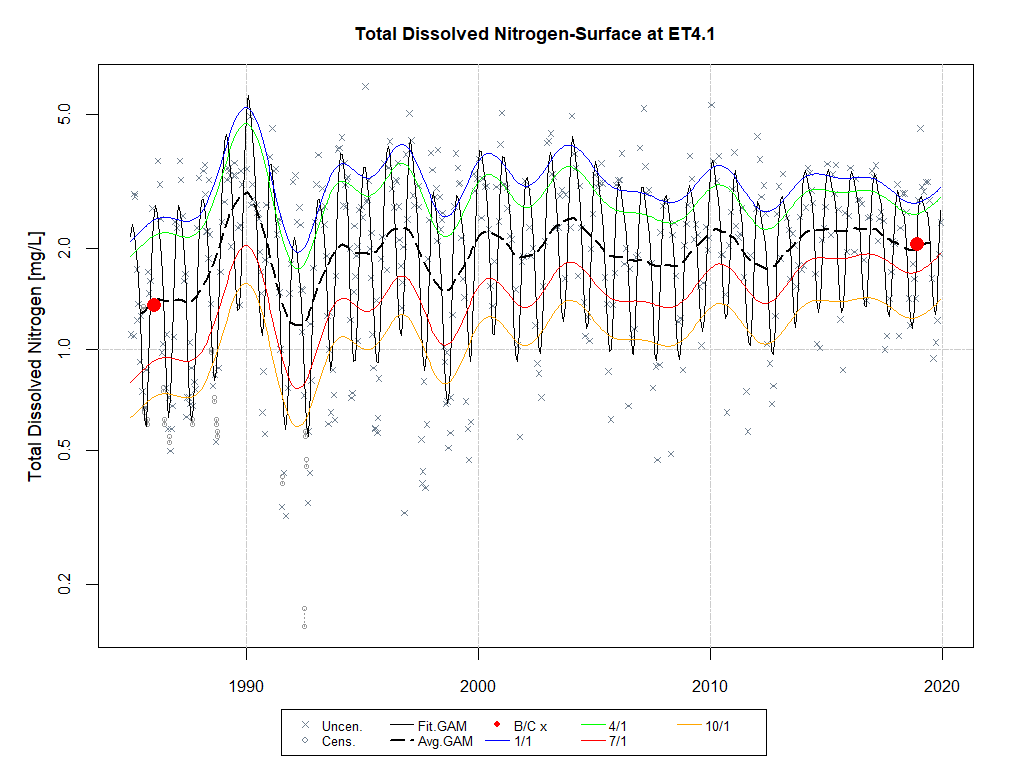 Total Dissolved Nitrogen-Surface at ET4.1
Total Dissolved Nitrogen [mg/L]
5.0
2.0
1.0
0.5
0.2
1990 2000 2010 2020
Uncen. Fit.GAM B/C x 4/1 10/1
Cens. Avg.GAM 1/1 7/1